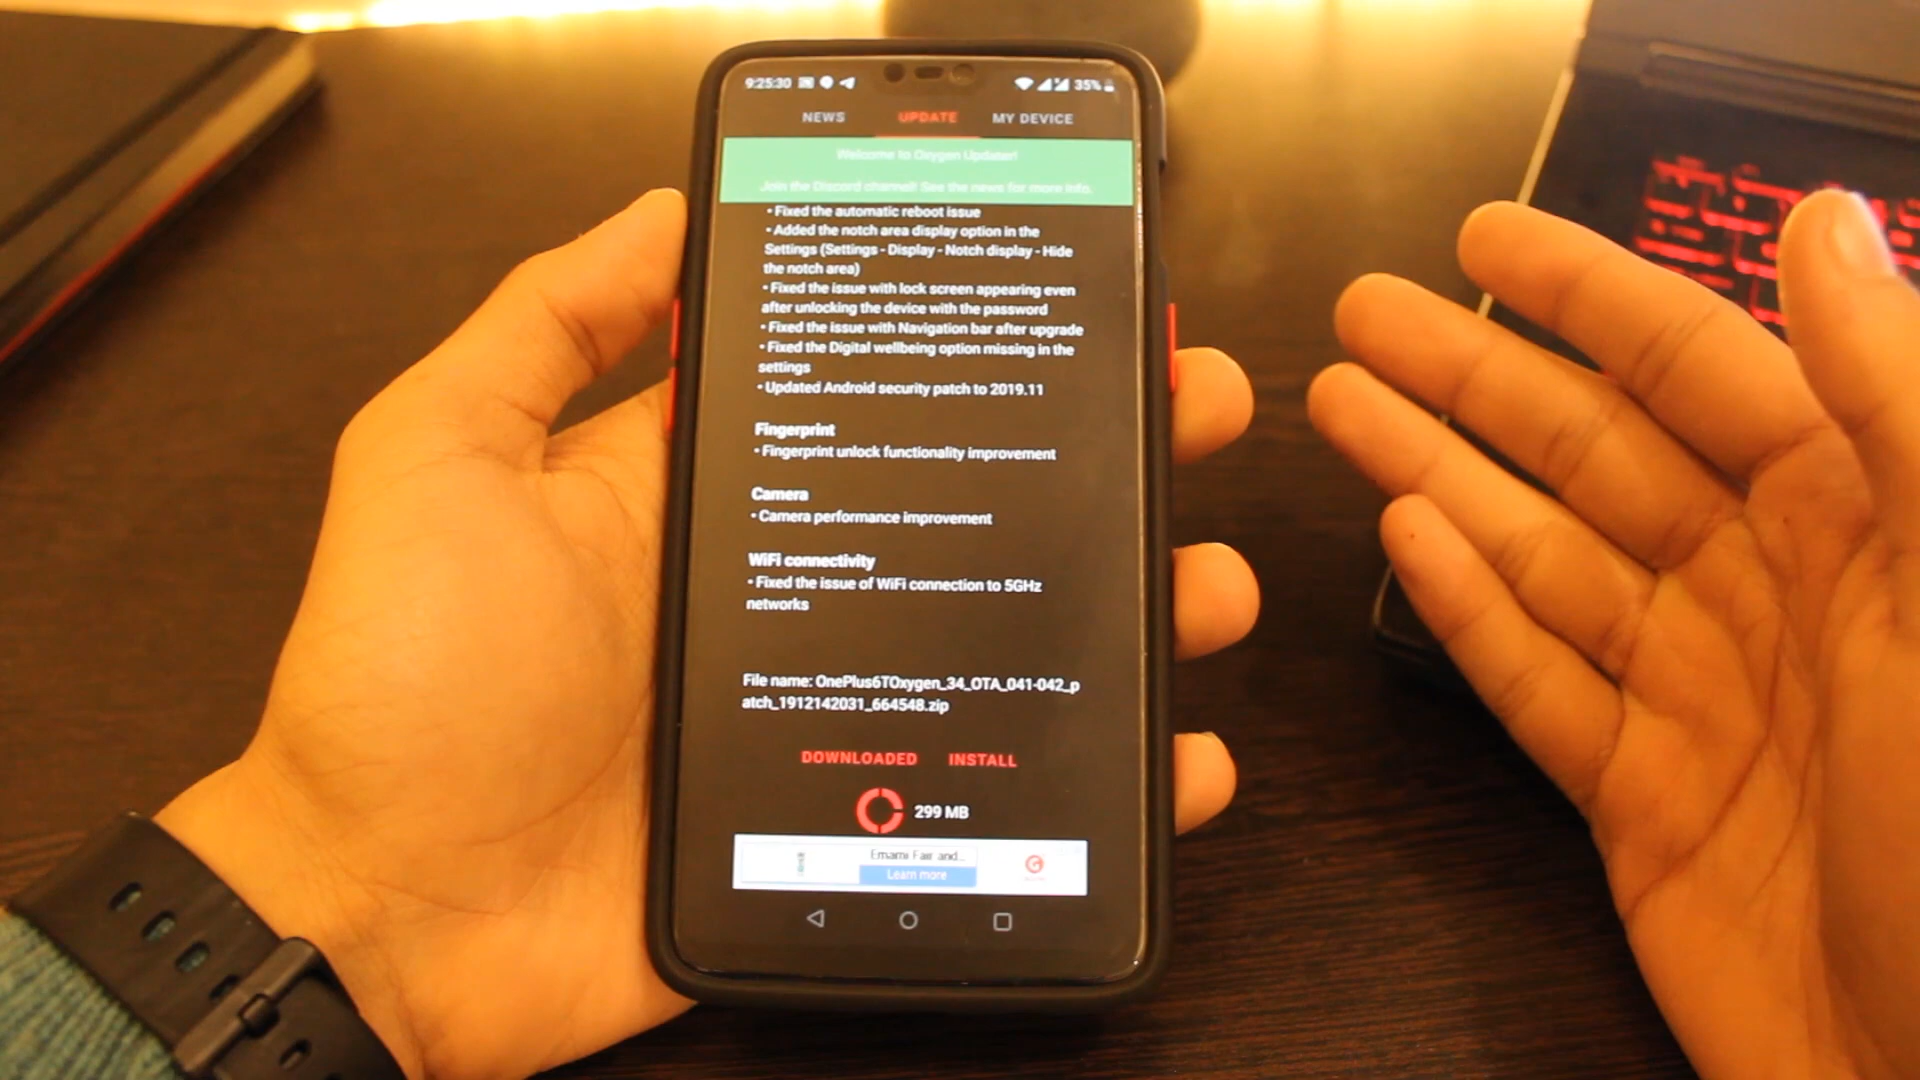 9:25:30 35%
NEWS UPDATE MY DEVICE
Welcome to Oxygen Updater!
Join the Discord channel! See the news for more info.
• Fixed the automatic reboot issue
• Added the notch area display option in the
Settings (Settings - Display - Notch display - Hide
the notch area)
• Fixed the issue with lock screen appearing even
after unlocking the device with the password
• Fixed the issue with Navigation bar after upgrade
• Fixed the Digital wellbeing option missing in the
settings
• Updated Android security patch to 2019.11
Fingerprint
• Fingerprint unlock functionality improvement
Camera
• Camera performance improvement
WiFi connectivity
• Fixed the issue of WiFi connection to 5GHz
networks
File name: OnePlus6TOxygen_34_OTA_041-042_p
atch_1912142031_664548.zip
DOWNLOADED INSTALL
299 MB
Emami Fair and...
Learn more